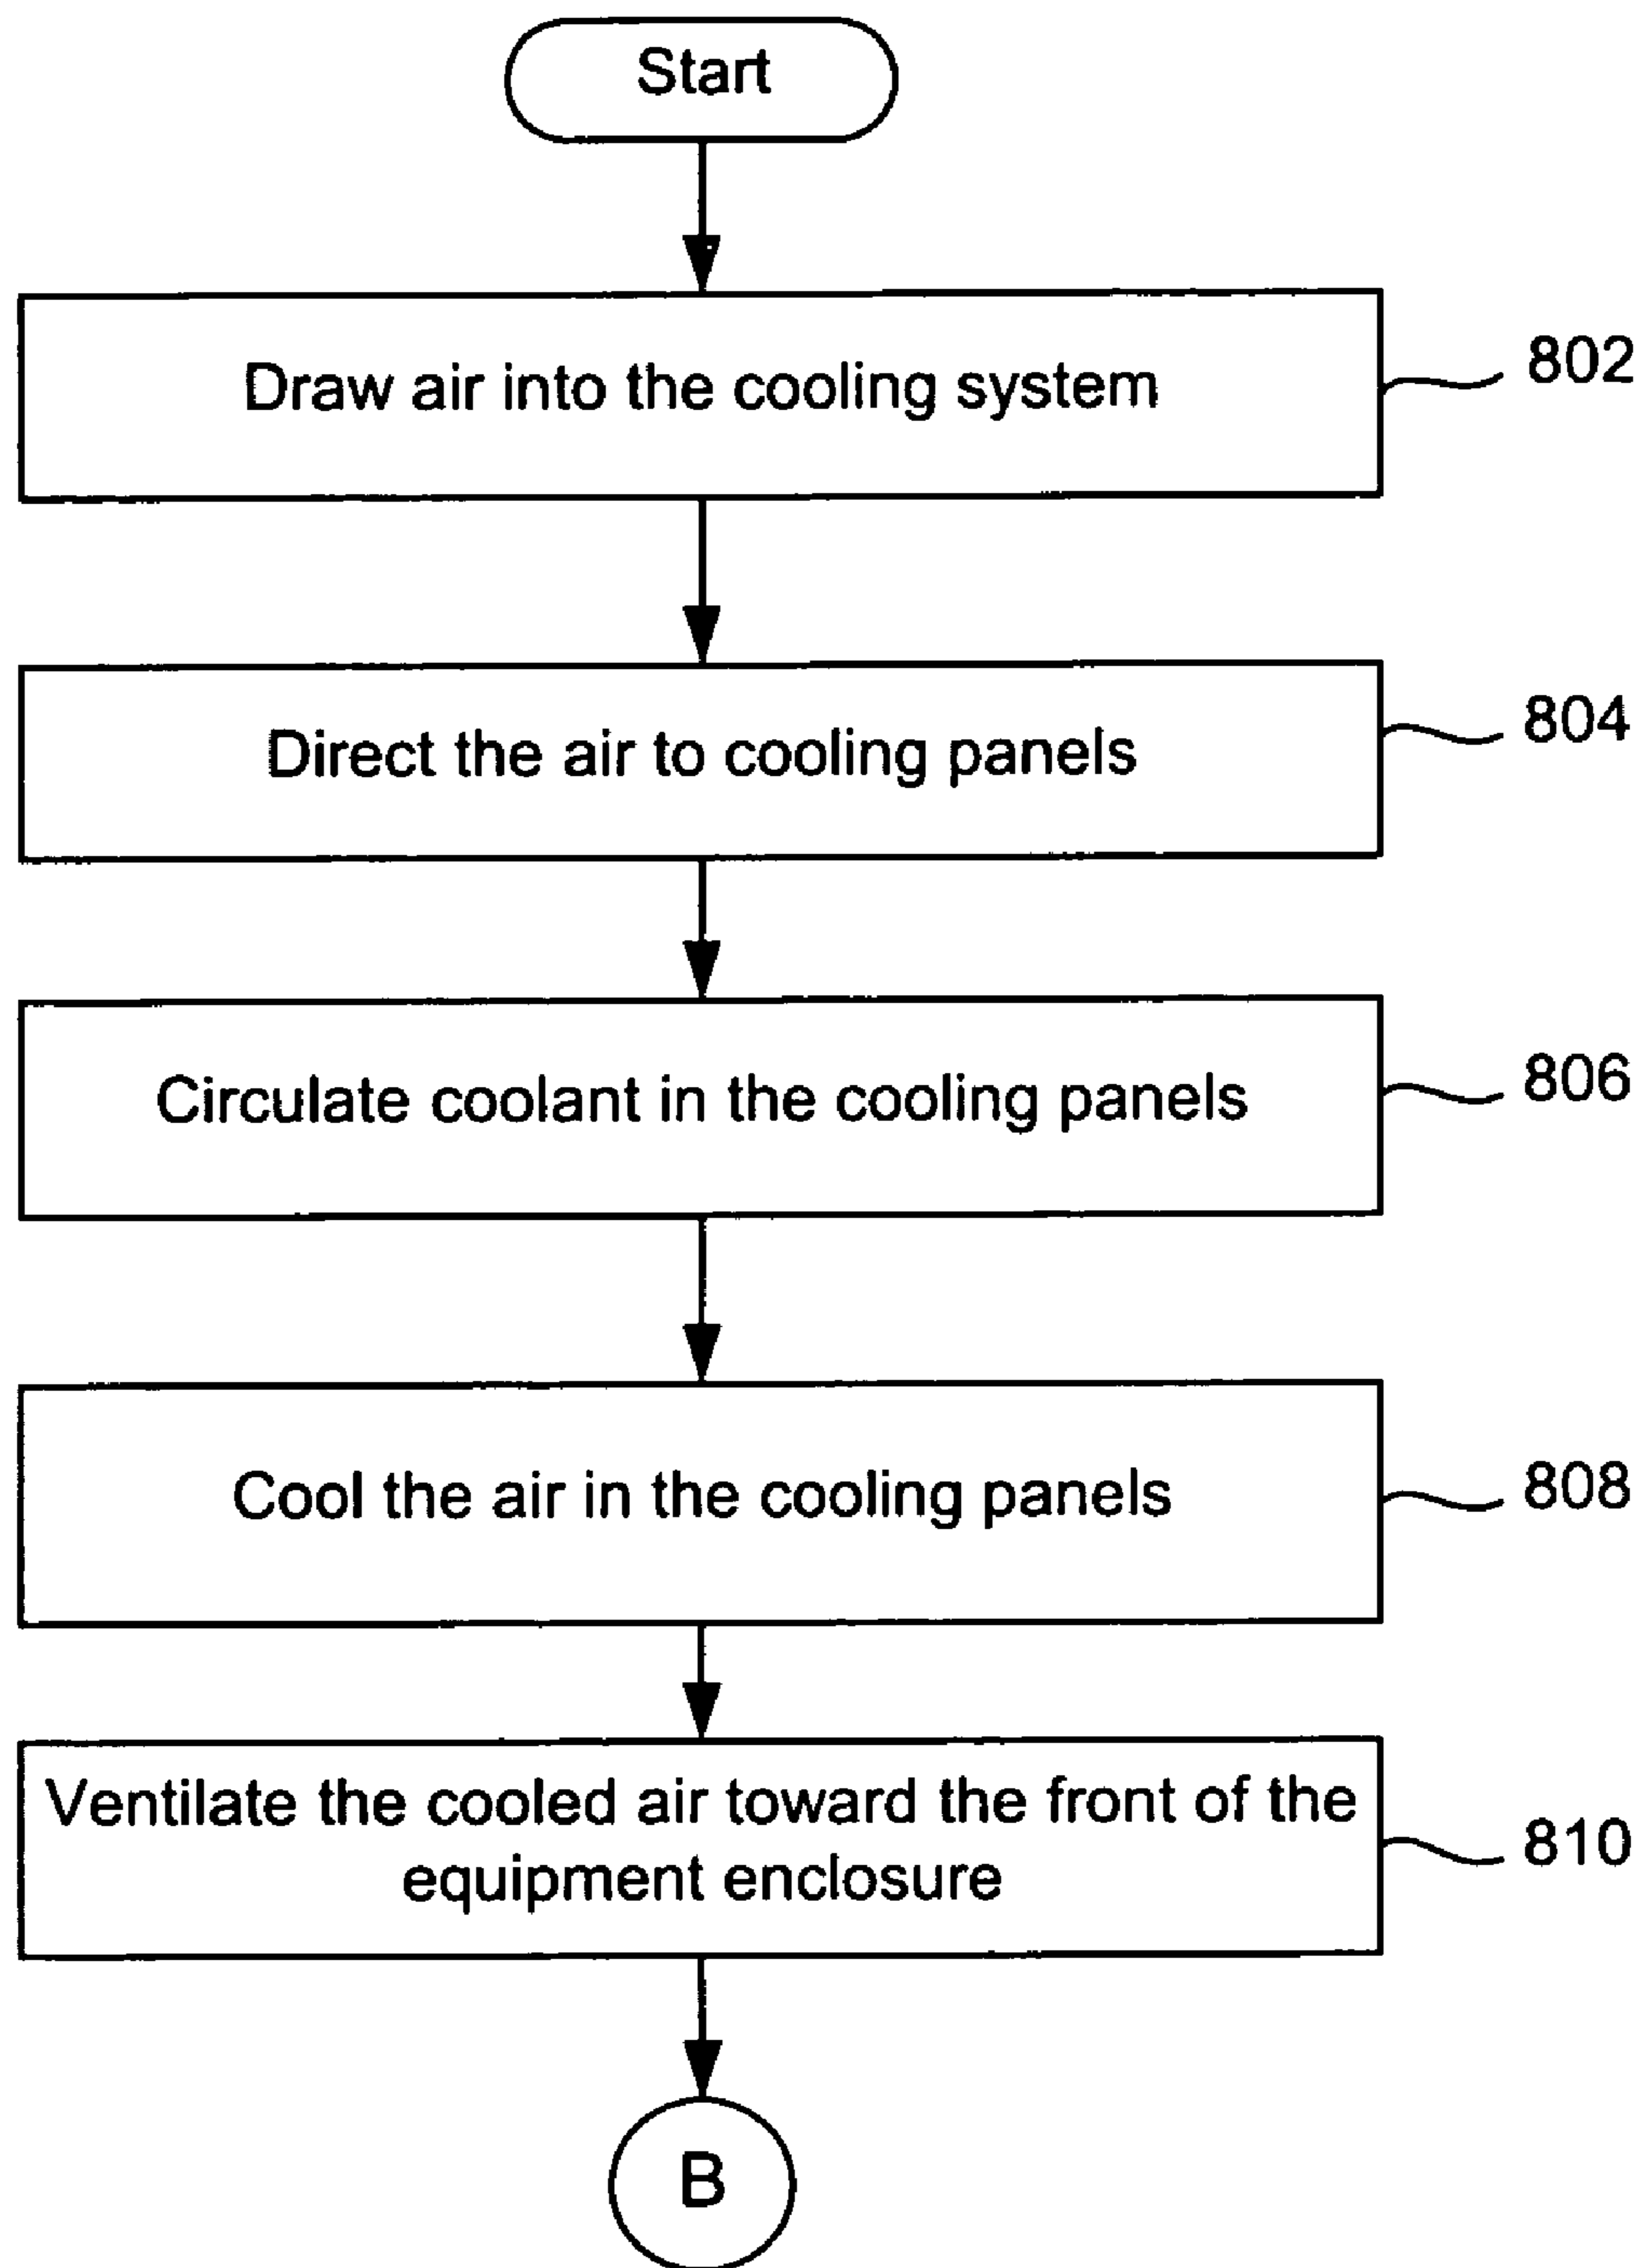 Start
Draw air into the cooling system
802
Direct the air to cooling panels
804
Circulate coolant in the cooling panels
806
Cool the air in the cooling panels
808
Ventilate the cooled air toward the front of the
equipment enclosure
810
B